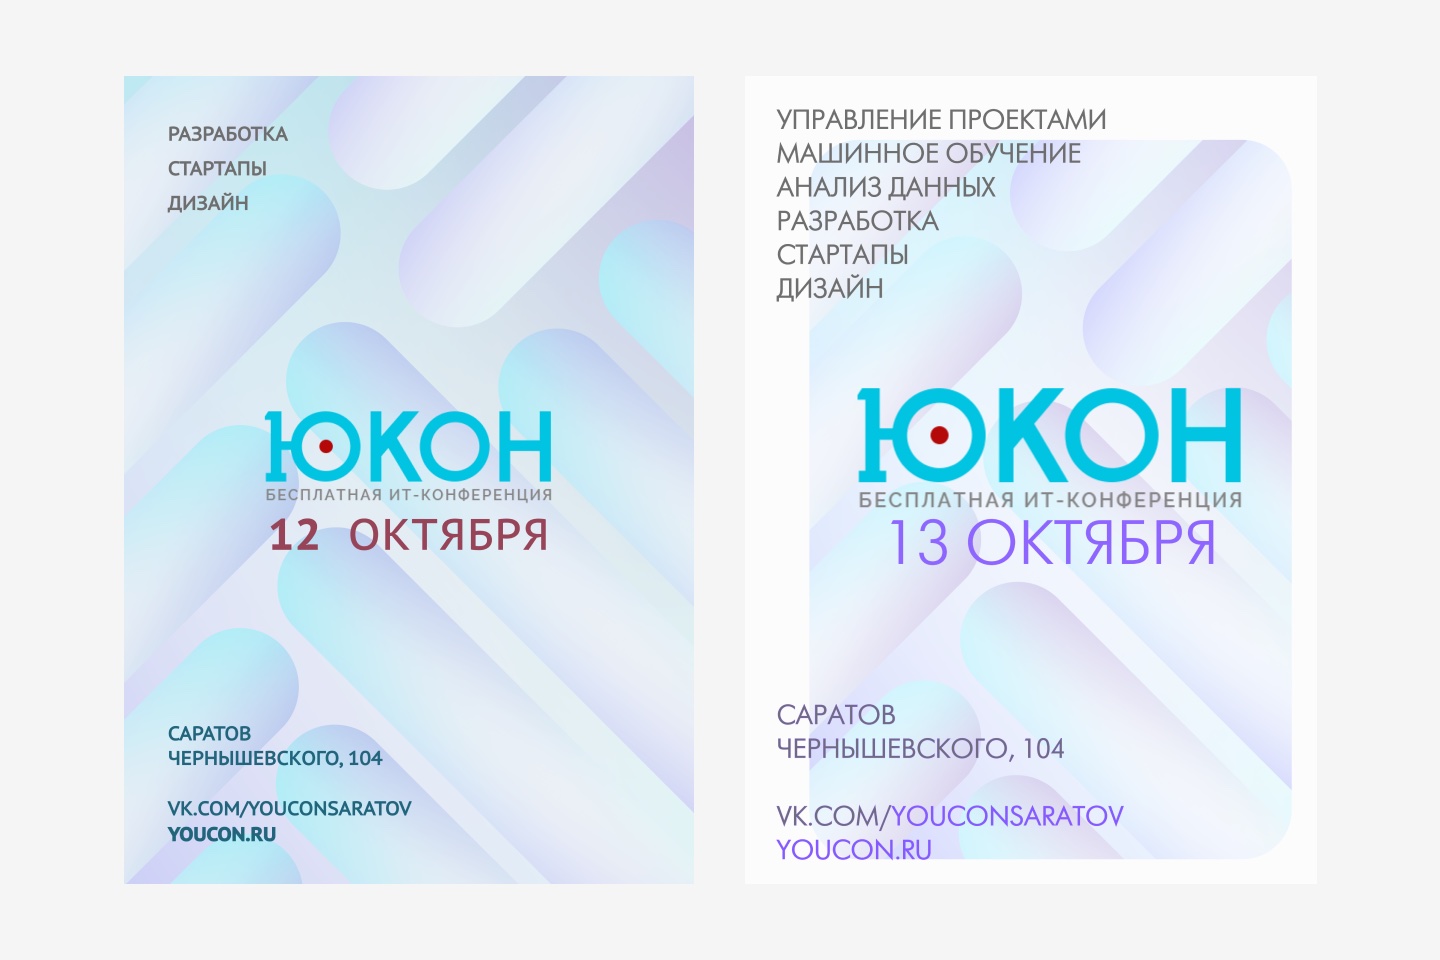 РАЗРАБОТКА
СТАРТАПЫ
ДИЗАЙН
ЮКОН
БЕСПЛАТНАЯ ИТ-КОНФЕРЕНЦИЯ
12 ОКТЯБРЯ
САРАТОВ
ЧЕРНЫШЕВСКОГО, 104
VK.COM/YOUCONSARATOV
YOUCON.RU
УПРАВЛЕНИЕ ПРОЕКТАМИ
МАШИННОЕ ОБУЧЕНИЕ
АНАЛИЗ ДАННЫХ
РАЗРАБОТКА
СТАРТАПЫ
ДИЗАЙН
ЮКОН
БЕСПЛАТНАЯ ИТ-КОНФЕРЕНЦИЯ
13 ОКТЯБРЯ
САРАТОВ
ЧЕРНЫШЕВСКОГО, 104
VK.COM/YOUCONSARATOV
YOUCON.RU